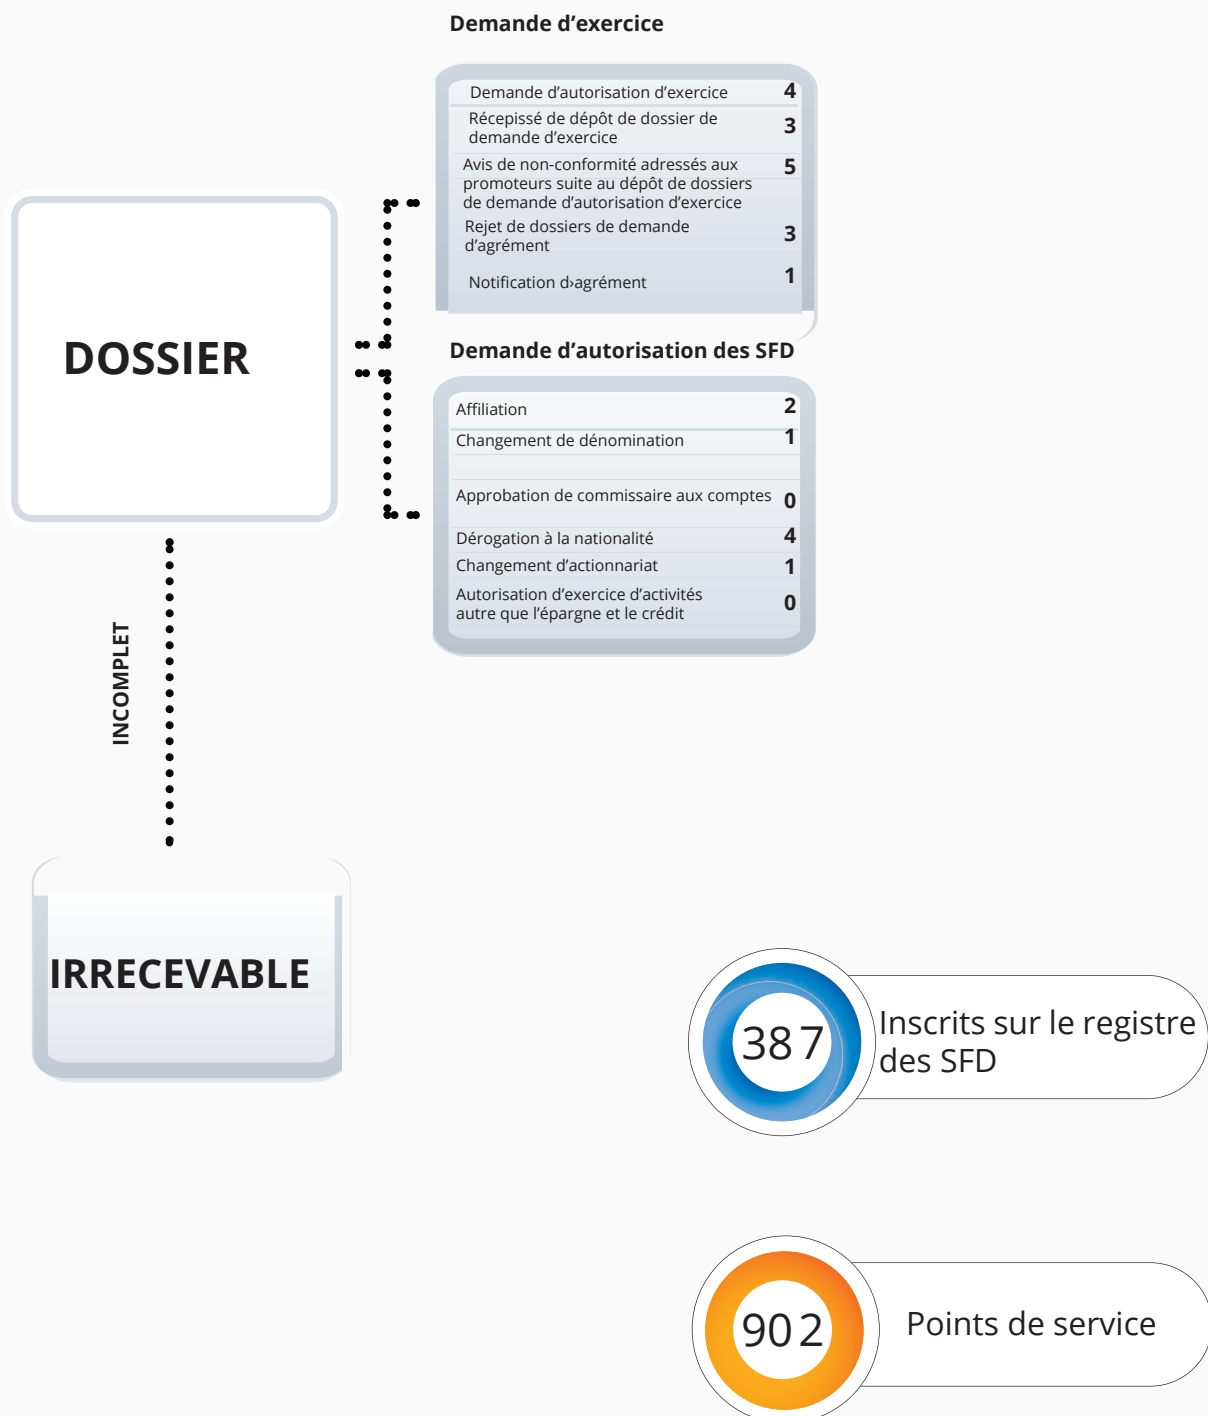 Demande d’exercice
Demande d’autorisation d’exercice 4
Récepissé de dépôt de dossier de
demande d’exercice 3
Avis de non-conformité adressés aux 5
promoteurs suite au dépôt de dossiers
de demande d’autorisation d’exercice
Rejet de dossiers de demande
d’agrément 3
Notification d›agrément 1
DOSSIER
Demande d’autorisation des SFD
Affiliation 2
Changement de dénomination 1
Approbation de commissaire aux comptes 0
Dérogation à la nationalité 4
Changement d’actionnariat 1
Autorisation d’exercice d’activités
autre que l’épargne et le crédit 0
INCOMPLET
IRRECEVABLE
387
Inscrits sur le registre
des SFD
902
Points de service